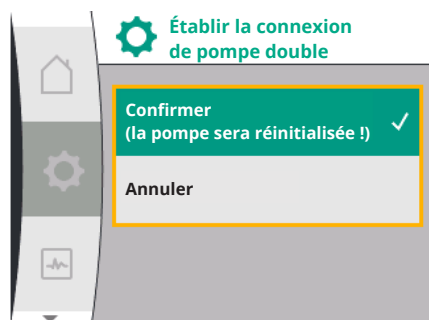 Établir la connexion
de pompe double
Confirmer
(la pompe sera réinitialisée !)
Annuler